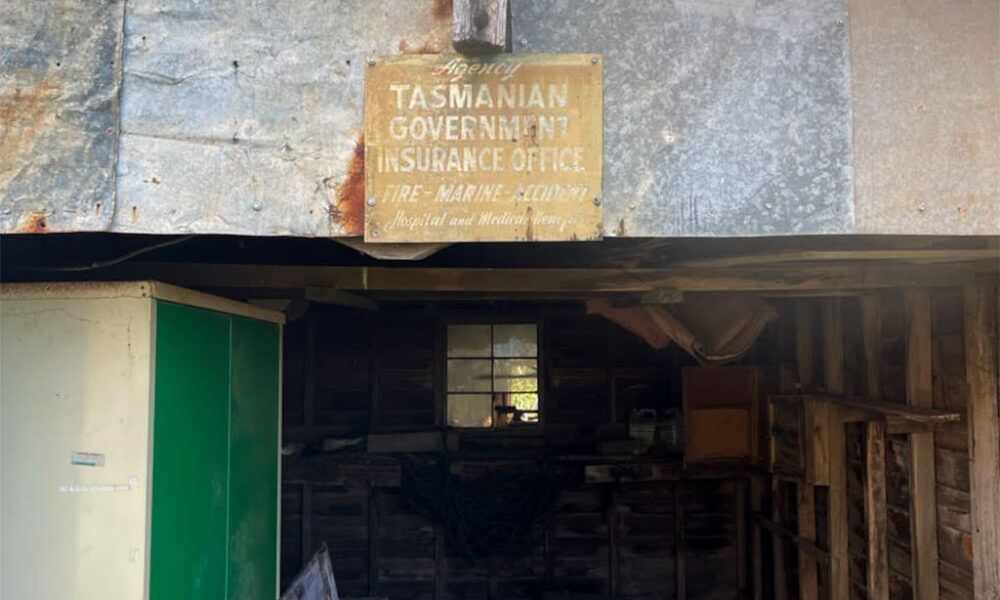 Agency
TASMANIAN
GOVERNMENT
INSURANCE OFFICE
FIRE - MARINE - ACCIDENT
Hospital and Medical